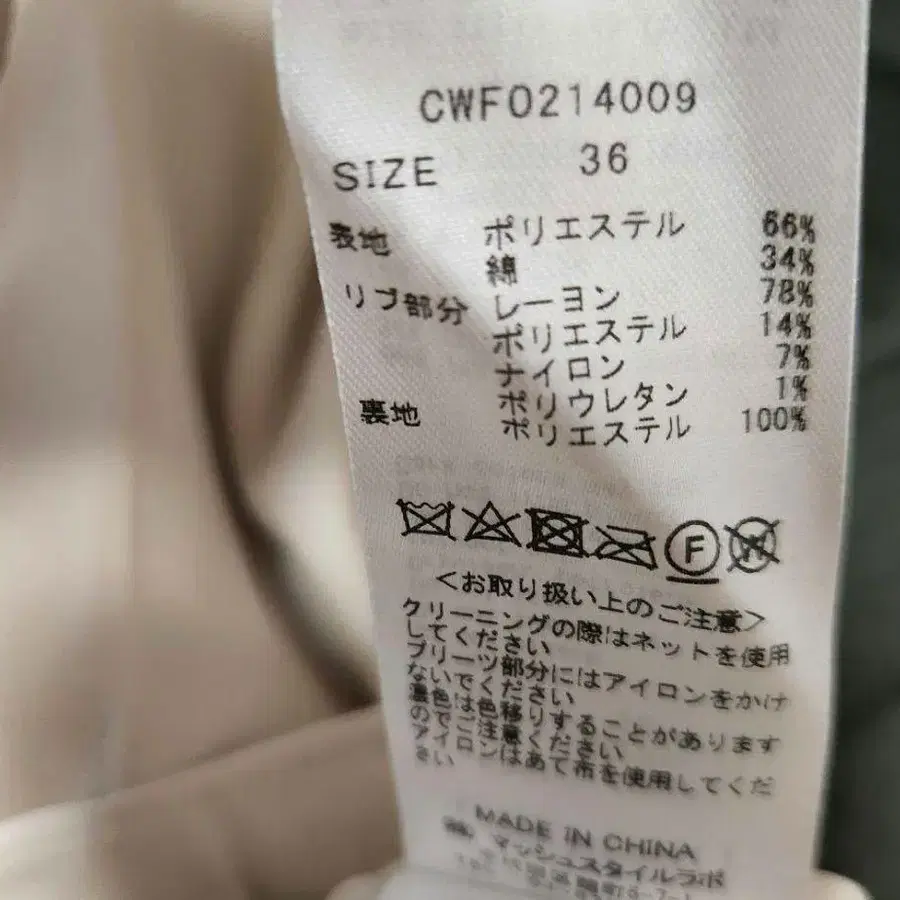 CWF0214009
SIZE 36
表地 ポリエステル 66%
綿 34%
リブ部分 レーヨン 78%
ポリエステル 14%
ナイロン 7%
ポリウレタン 1%
裏地 ポリエステル 100%
F
W
<お取り扱い上のご注意>
クリーニングの際はネットを使用
してください
プリーツ部分にはアイロンをかけ
ないでください
濃色は色移りすることがあります
のでご注意ください
アイロンはあて布を使用してくだ
さい
MADE IN CHINA
㈱ マッシュスタイルラボ